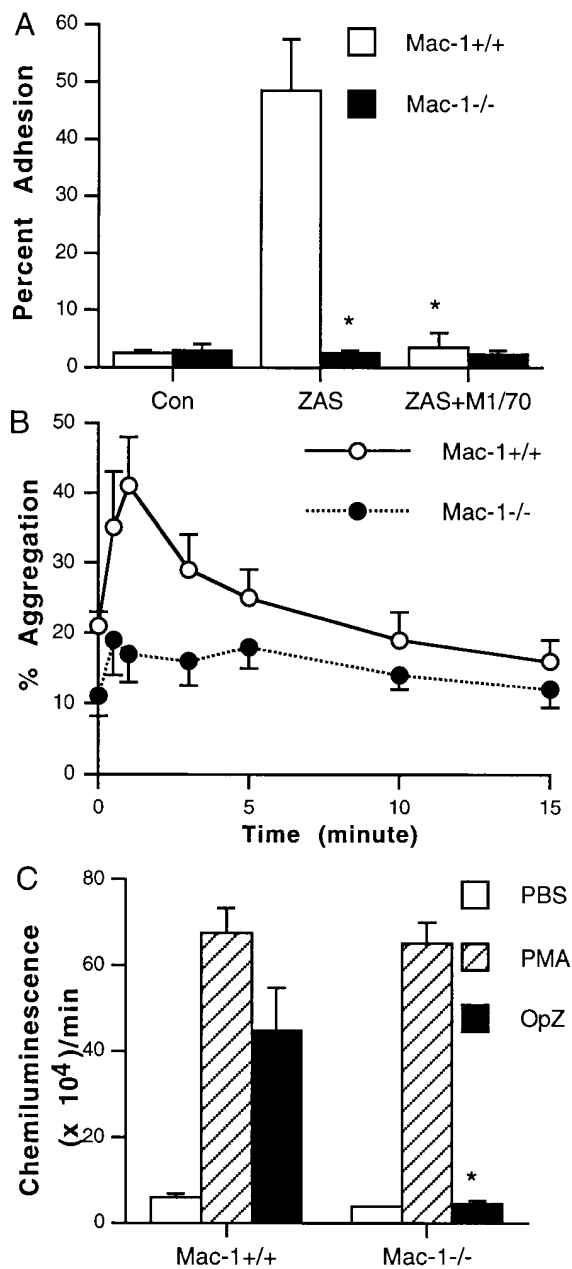 A
Percent Adhesion
60
50
40
30
20
10
0
Mac-1+/+
Mac-1-/-
*
*
Con
ZAS
ZAS+M1/70
B
% Aggregation
50
40
30
20
10
0
Mac-1+/+
Mac-1-/-
0
5
10
15
Time (minute)
C
Chemiluminescence
(x 10⁴)/min
80
60
40
20
0
PBS
PMA
OpZ
*
Mac-1+/+
Mac-1-/-